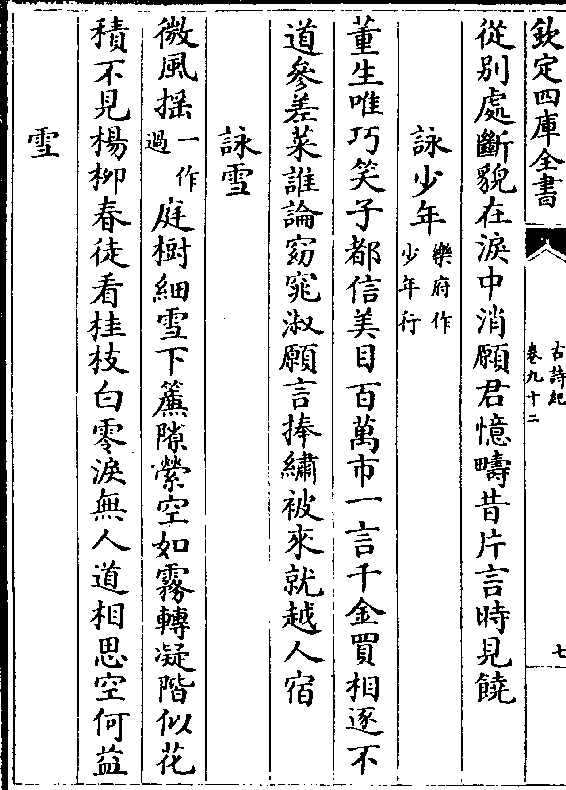 欽定四庫全書
古詩紀
卷九十二
七
從别處斷貌在淚中消願君憶疇昔片言時見饒
詠少年樂府作少年行
董生唯巧笑子都信美目百萬市一言千金買相逐不
道參差菜誰論窈窕淑願言捧繡被來就越人宿
詠雪
微風揺一作過庭樹細雪下簾隙縈空如霧轉凝階似花
積不見楊柳春徒看桂枝白零淚無人道相思空何益
雪